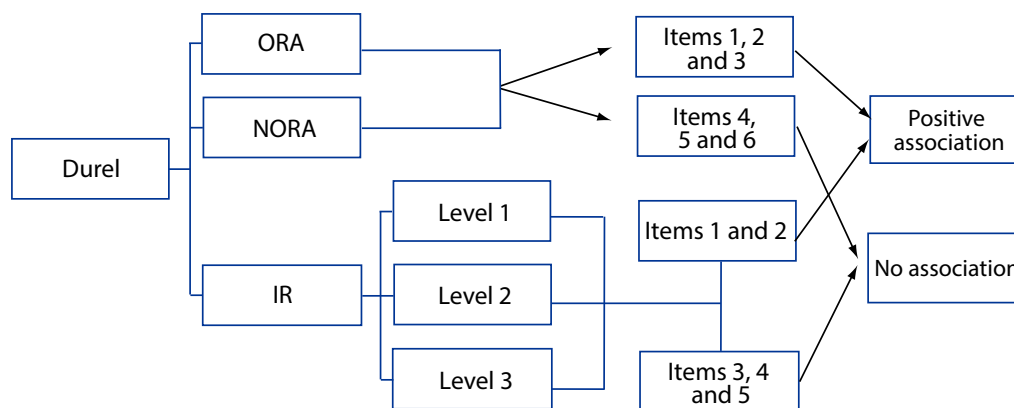 Durel
ORA
NORA
IR
Level 1
Level 2
Level 3
Items 1, 2
and 3
Items 4,
5 and 6
Items 1 and 2
Items 3, 4
and 5
Positive
association
No association